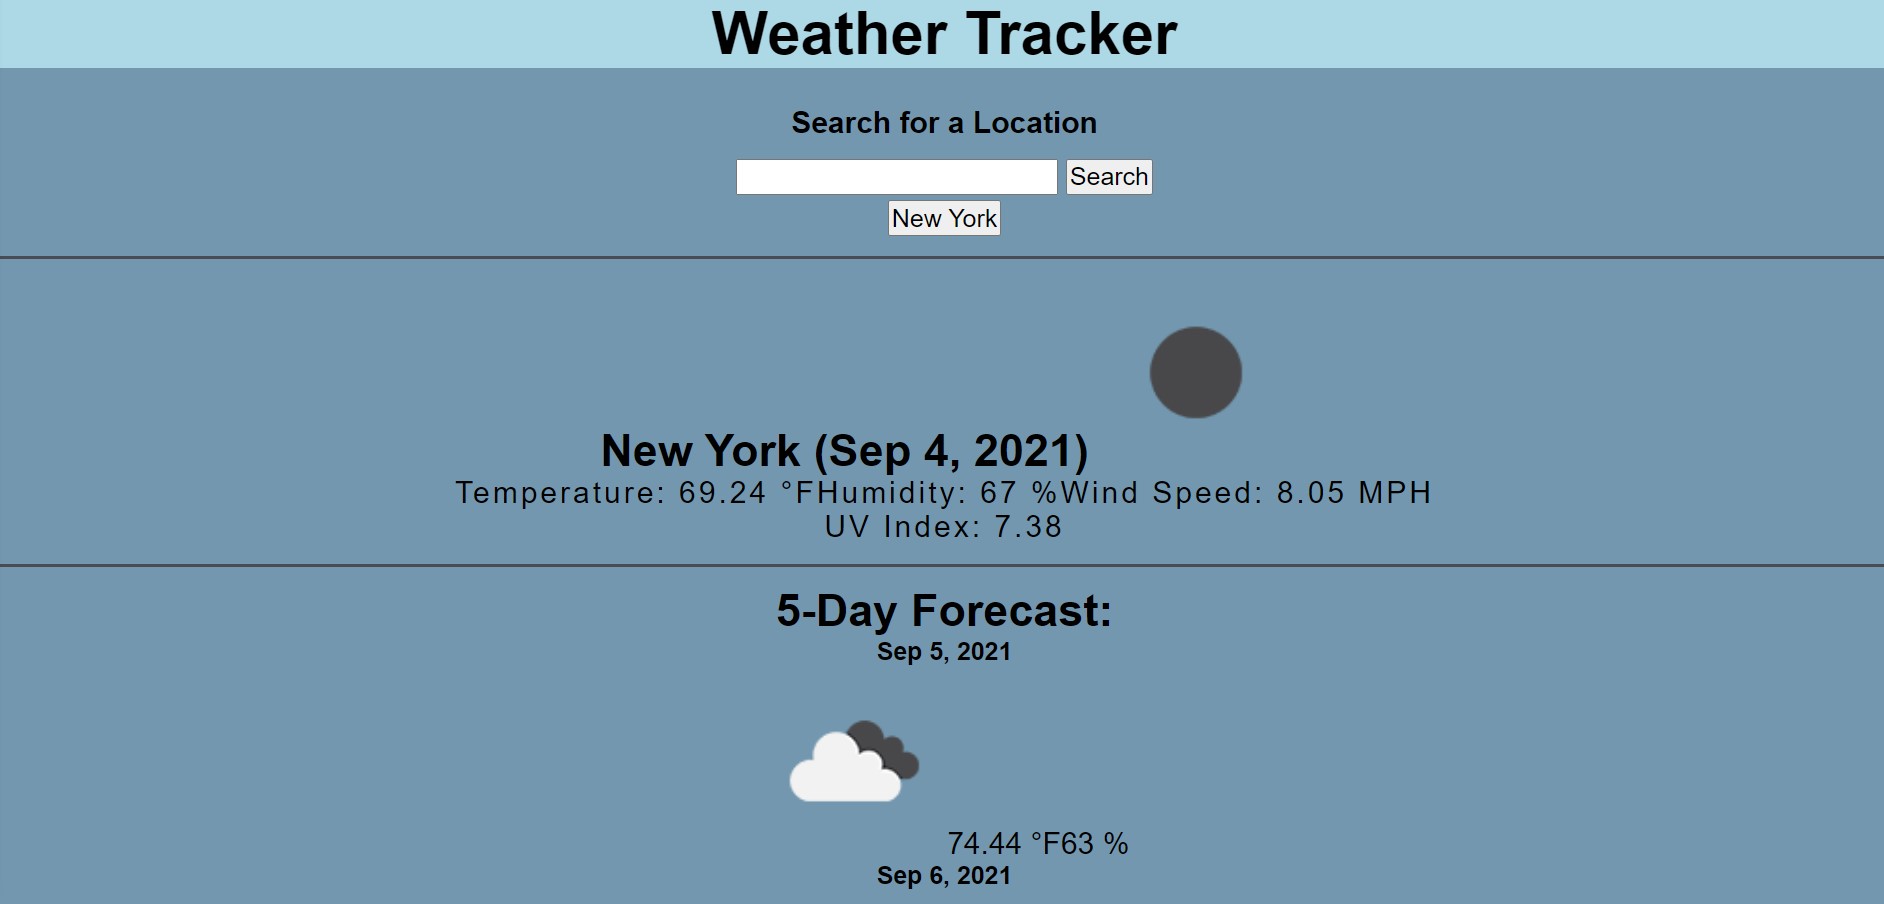 Weather Tracker
Search for a Location
Search
New York
New York (Sep 4, 2021)
Temperature: 69.24 °FHumidity: 67 %Wind Speed: 8.05 MPH
UV Index: 7.38
5-Day Forecast:
Sep 5, 2021
74.44 °F63 %
Sep 6, 2021